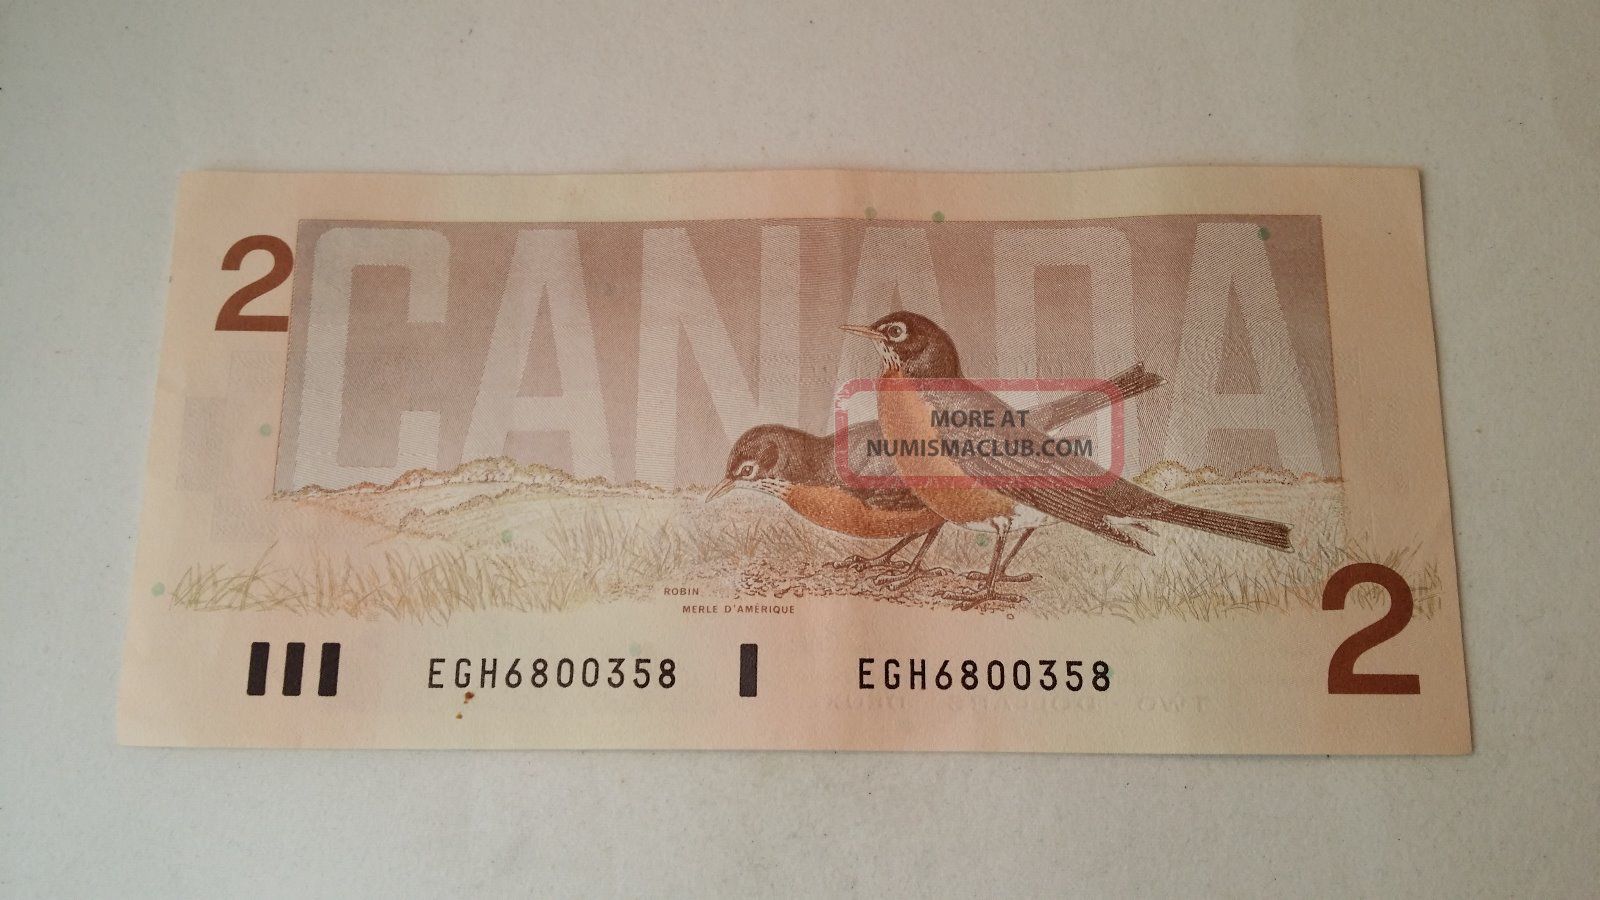 2
CANADA
MORE AT
NUMISMACLUB.COM
ROBIN
MERLE D'AMÉRIQUE
2
EGH6800358
EGH6800358